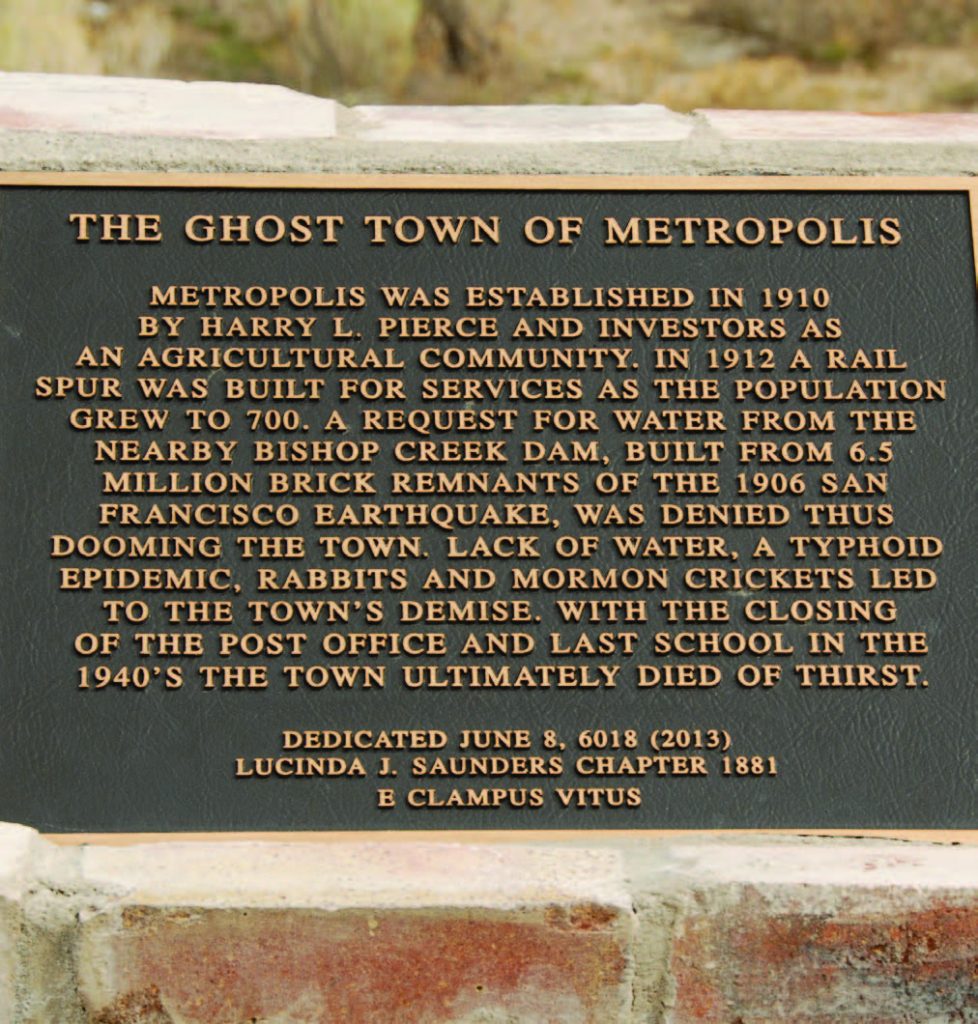 THE GHOST TOWN OF METROPOLIS
METROPOLIS WAS ESTABLISHED IN 1910
BY HARRY L. PIERCE AND INVESTORS AS
AN AGRICULTURAL COMMUNITY. IN 1912 A RAIL
SPUR WAS BUILT FOR SERVICES AS THE POPULATION
GREW TO 700. A REQUEST FOR WATER FROM THE
NEARBY BISHOP CREEK DAM, BUILT FROM 6.5
MILLION BRICK REMNANTS OF THE 1906 SAN
FRANCISCO EARTHQUAKE, WAS DENIED THUS
DOOMING THE TOWN. LACK OF WATER, A TYPHOID
EPIDEMIC, RABBITS AND MORMON CRICKETS LED
TO THE TOWN'S DEMISE. WITH THE CLOSING
OF THE POST OFFICE AND LAST SCHOOL IN THE
1940'S THE TOWN ULTIMATELY DIED OF THIRST.
DEDICATED JUNE 8, 6018 (2013)
LUCINDA J. SAUNDERS CHAPTER 1881
E CLAMPUS VITUS